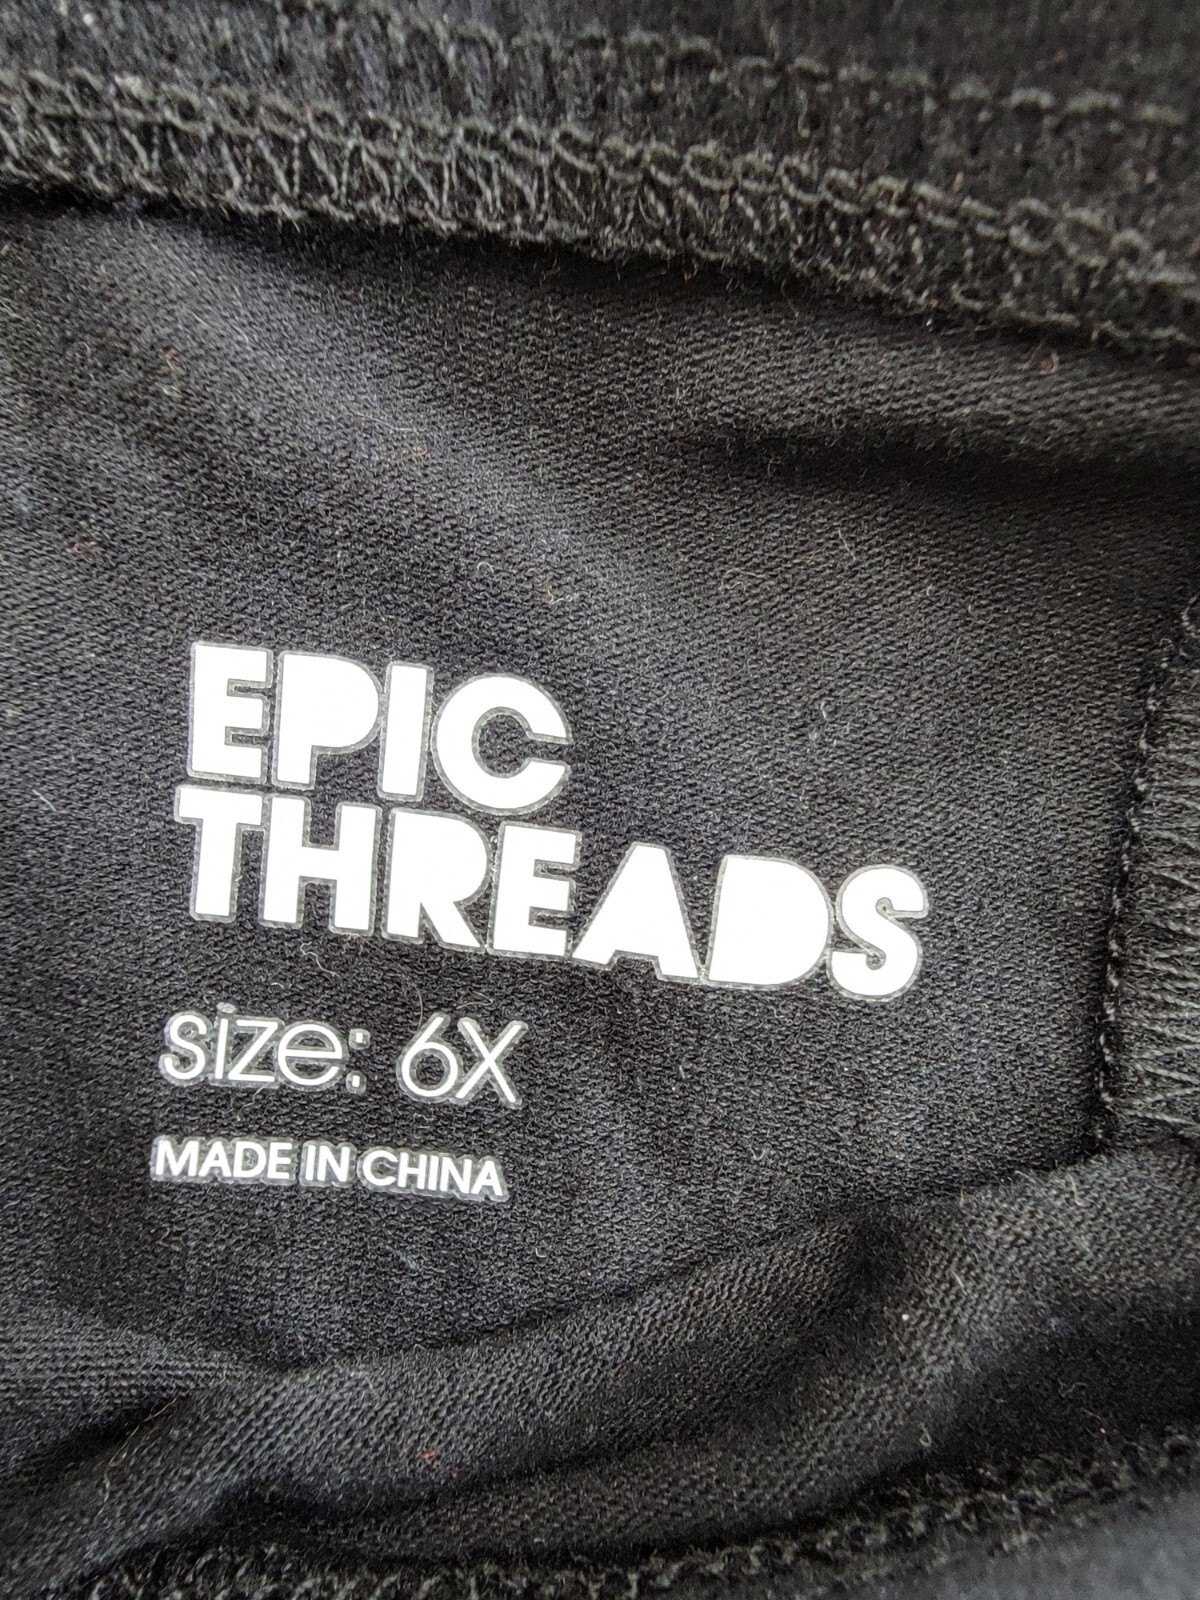 EPIC
THREADS
size: 6X
MADE IN CHINA